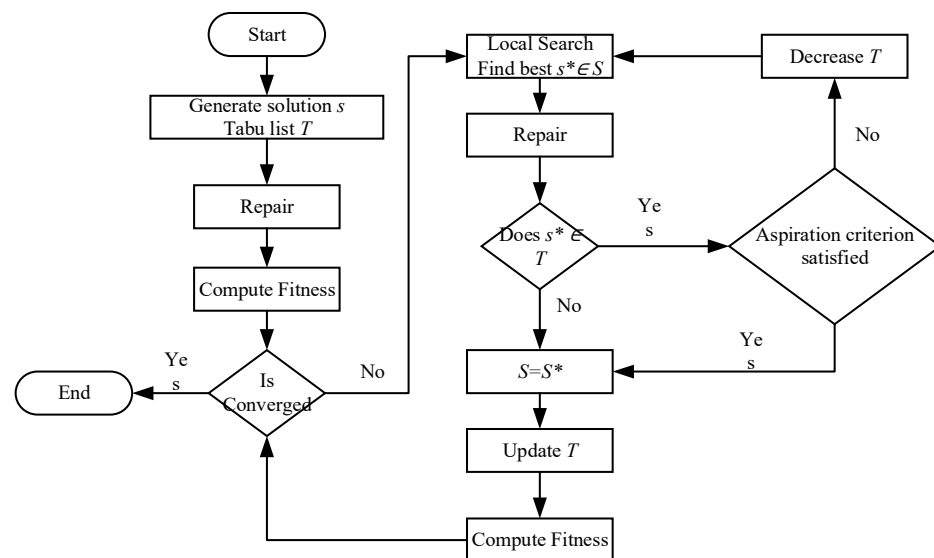 Start
Generate solution s
Tabu list T
Repair
Compute Fitness
Is
Converged
Ye
s
End
No
Local Search
Find best s*∈S
Repair
Does s* ∈
T
Ye
s
Aspiration criterion
satisfied
No
Decrease T
Ye
s
No
S=S*
Update T
Compute Fitness